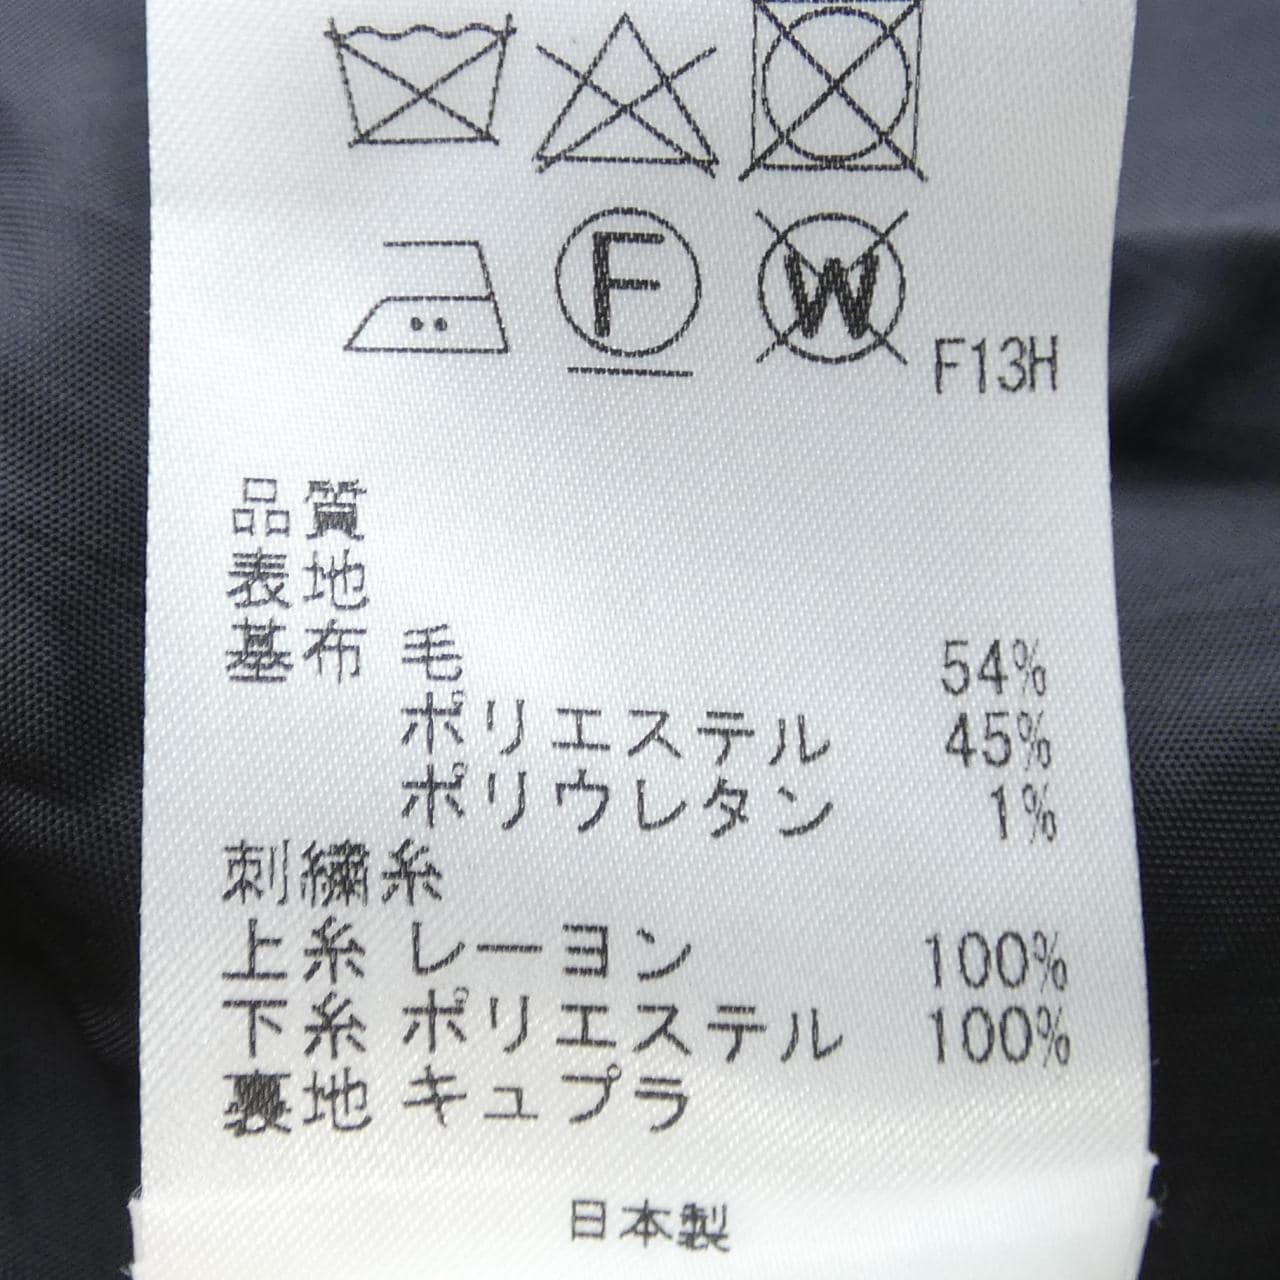 F W F13H
品質
表地
基布 毛 54%
ポリエステル 45%
ポリウレタン 1%
刺繍糸
上糸 レーヨン 100%
下糸 ポリエステル 100%
裏地 キュプラ
日本製